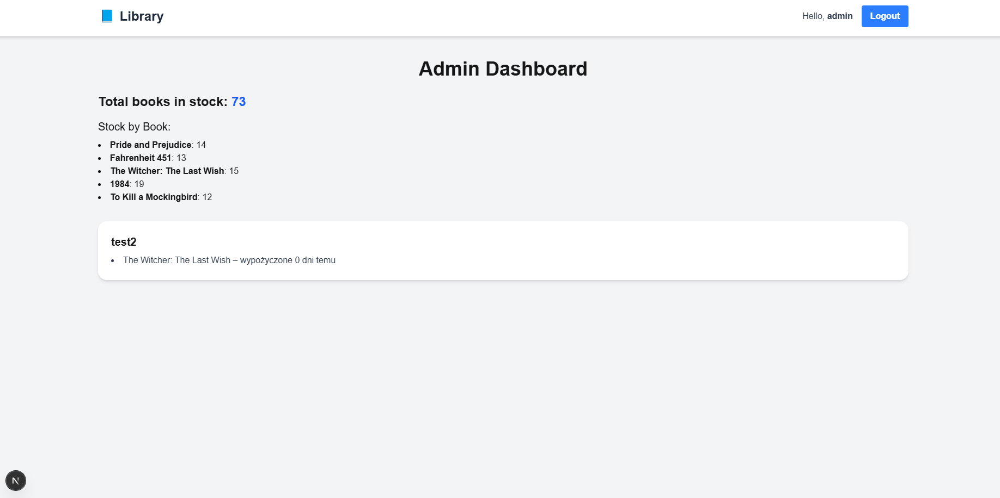 📘 Library
Hello, admin
Logout
Admin Dashboard
Total books in stock: 73
Stock by Book:
• Pride and Prejudice: 14
• Fahrenheit 451: 13
• The Witcher: The Last Wish: 15
• 1984: 19
• To Kill a Mockingbird: 12
test2
• The Witcher: The Last Wish – wypożyczone 0 dni temu
N